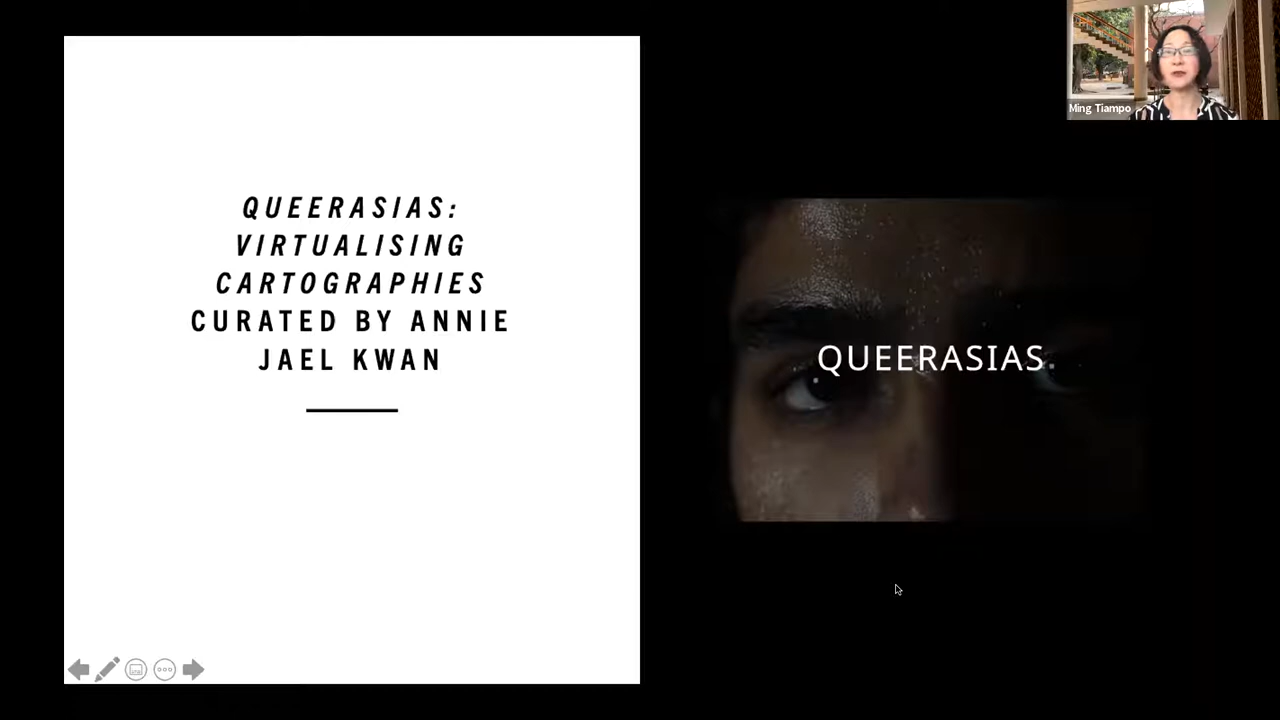 QUEERASIAS:
VIRTUALISING
CARTOGRAPHIES
CURATED BY ANNIE
JAEL KWAN
QUEERASIAS.
Ming Tiampo